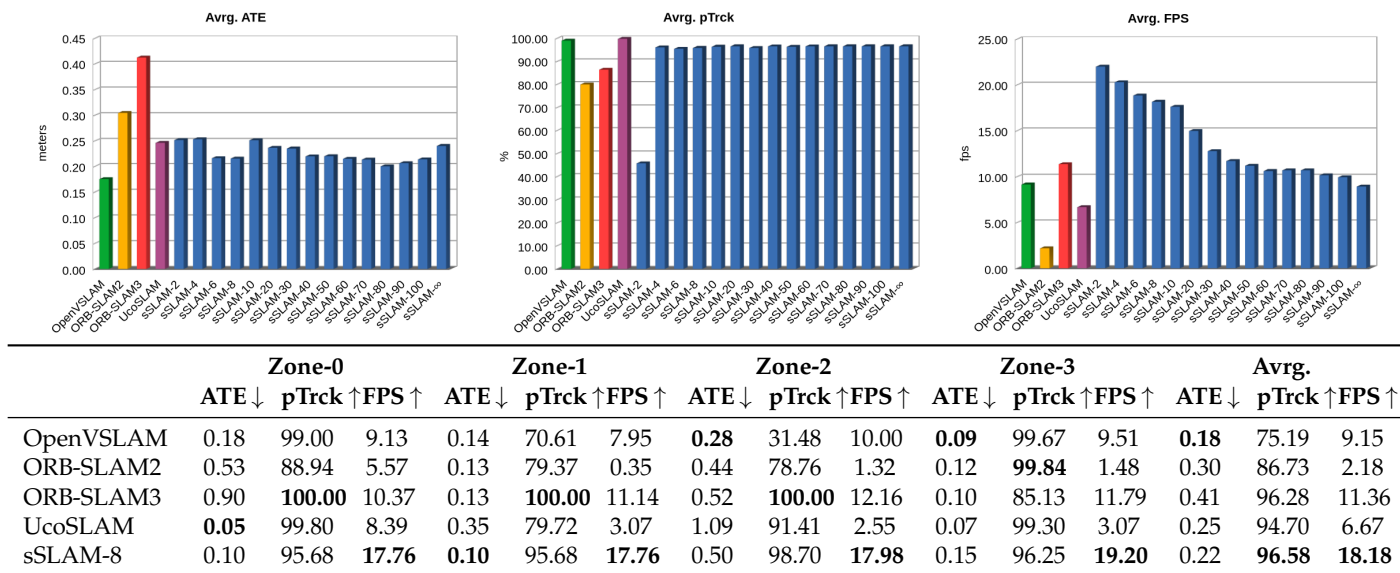 Avrg. ATE
meters
0.45
0.40
0.35
0.30
0.25
0.20
0.15
0.10
0.05
0.00
OpenVSLAM
ORB-SLAM2
ORB-SLAM3
UcoSLAM
sSLAM-2
sSLAM-4
sSLAM-6
sSLAM-8
sSLAM-10
sSLAM-20
sSLAM-30
sSLAM-40
sSLAM-50
sSLAM-60
sSLAM-70
sSLAM-80
sSLAM-90
sSLAM-100
sSLAM-∞
Avrg. pTrck
%
100.00
90.00
80.00
70.00
60.00
50.00
40.00
30.00
20.00
10.00
0.00
OpenVSLAM
ORB-SLAM2
ORB-SLAM3
UcoSLAM
sSLAM-2
sSLAM-4
sSLAM-6
sSLAM-8
sSLAM-10
sSLAM-20
sSLAM-30
sSLAM-40
sSLAM-50
sSLAM-60
sSLAM-70
sSLAM-80
sSLAM-90
sSLAM-100
sSLAM-∞
Avrg. FPS
fps
25.00
20.00
15.00
10.00
5.00
0.00
OpenVSLAM
ORB-SLAM2
ORB-SLAM3
UcoSLAM
sSLAM-2
sSLAM-4
sSLAM-6
sSLAM-8
sSLAM-10
sSLAM-20
sSLAM-30
sSLAM-40
sSLAM-50
sSLAM-60
sSLAM-70
sSLAM-80
sSLAM-90
sSLAM-100
sSLAM-∞
Zone-0 Zone-1 Zone-2 Zone-3 Avrg.
ATE ↓ pTrck ↑ FPS ↑ ATE ↓ pTrck ↑ FPS ↑ ATE ↓ pTrck ↑ FPS ↑ ATE ↓ pTrck ↑ FPS ↑ ATE ↓ pTrck ↑ FPS ↑
OpenVSLAM 0.18 99.00 9.13 0.14 70.61 7.95 0.28 31.48 10.00 0.09 99.67 9.51 0.18 75.19 9.15
ORB-SLAM2 0.53 88.94 5.57 0.13 79.37 0.35 0.44 78.76 1.32 0.12 99.84 1.48 0.30 86.73 2.18
ORB-SLAM3 0.90 100.00 10.37 0.13 100.00 11.14 0.52 100.00 12.16 0.10 85.13 11.79 0.41 96.28 11.36
UcoSLAM 0.05 99.80 8.39 0.35 79.72 3.07 1.09 91.41 2.55 0.07 99.30 3.07 0.25 94.70 6.67
sSLAM-8 0.10 95.68 17.76 0.10 95.68 17.76 0.50 98.70 17.98 0.15 96.25 19.20 0.22 96.58 18.18